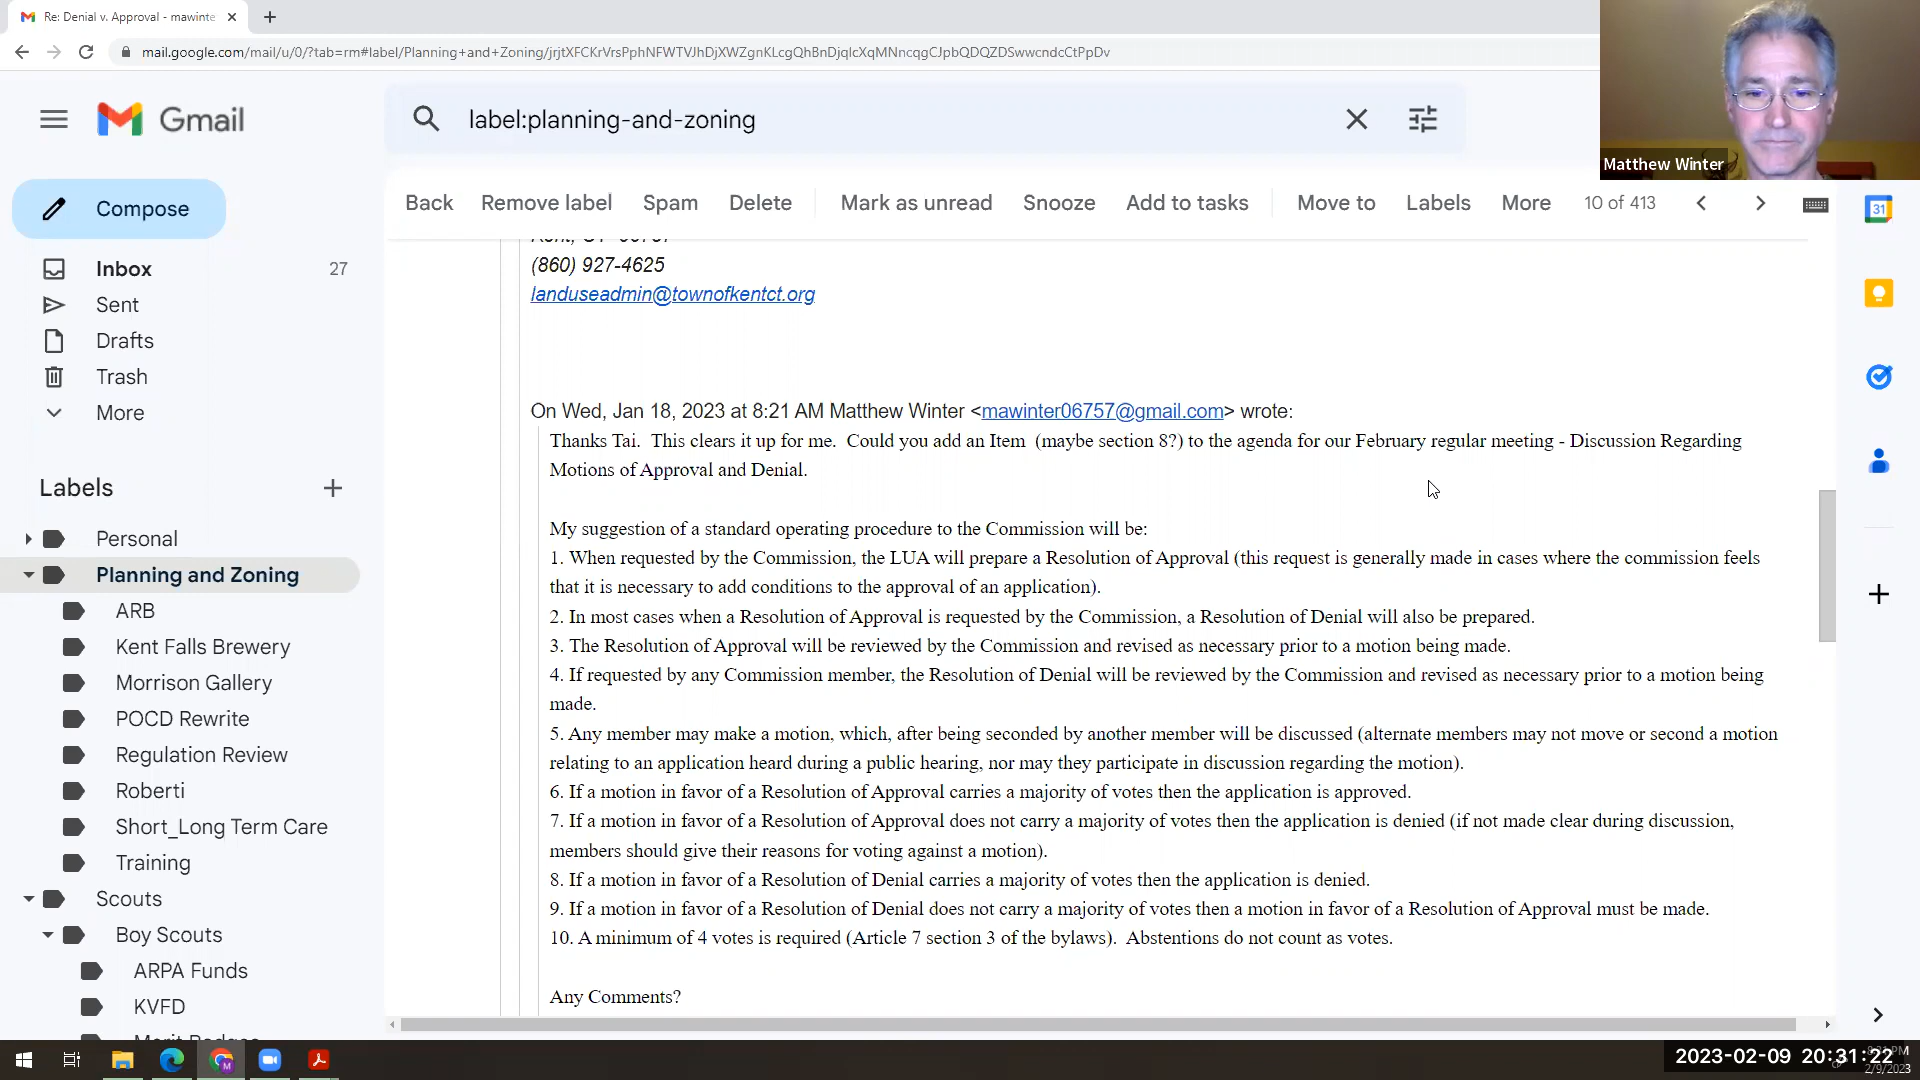 Re: Denial v. Approval - mawinte
mail.google.com/mail/u/0/?tab=rm#label/Planning+and+Zoning/jrjtXFCKrVrsPphNFWTVJhDjXWZgnKLcgQhBnDjqlcXqMNncqgCJpbQDQZDSwwcndcCtPpDv
Gmail
label:planning-and-zoning
Matthew Winter
Compose
Back Remove label Spam Delete Mark as unread Snooze Add to tasks Move to Labels More 10 of 413
31
Inbox 27
Sent
Drafts
Trash
More
Labels
Personal
Planning and Zoning
ARB
Kent Falls Brewery
Morrison Gallery
POCD Rewrite
Regulation Review
Roberti
Short_Long Term Care
Training
Scouts
Boy Scouts
ARPA Funds
KVFD
Merit Badges
(860) 927-4625
landuseadmin@townofkentct.org
On Wed, Jan 18, 2023 at 8:21 AM Matthew Winter <mawinter06757@gmail.com> wrote:
Thanks Tai.  This clears it up for me.  Could you add an Item  (maybe section 8?) to the agenda for our February regular meeting - Discussion Regarding
Motions of Approval and Denial.
My suggestion of a standard operating procedure to the Commission will be:
1. When requested by the Commission, the LUA will prepare a Resolution of Approval (this request is generally made in cases where the commission feels
that it is necessary to add conditions to the approval of an application).
2. In most cases when a Resolution of Approval is requested by the Commission, a Resolution of Denial will also be prepared.
3. The Resolution of Approval will be reviewed by the Commission and revised as necessary prior to a motion being made.
4. If requested by any Commission member, the Resolution of Denial will be reviewed by the Commission and revised as necessary prior to a motion being
made.
5. Any member may make a motion, which, after being seconded by another member will be discussed (alternate members may not move or second a motion
relating to an application heard during a public hearing, nor may they participate in discussion regarding the motion).
6. If a motion in favor of a Resolution of Approval carries a majority of votes then the application is approved.
7. If a motion in favor of a Resolution of Approval does not carry a majority of votes then the application is denied (if not made clear during discussion,
members should give their reasons for voting against a motion).
8. If a motion in favor of a Resolution of Denial carries a majority of votes then the application is denied.
9. If a motion in favor of a Resolution of Denial does not carry a majority of votes then a motion in favor of a Resolution of Approval must be made.
10. A minimum of 4 votes is required (Article 7 section 3 of the bylaws).  Abstentions do not count as votes.
Any Comments?
2023-02-09 20:31:22
2/9/2023